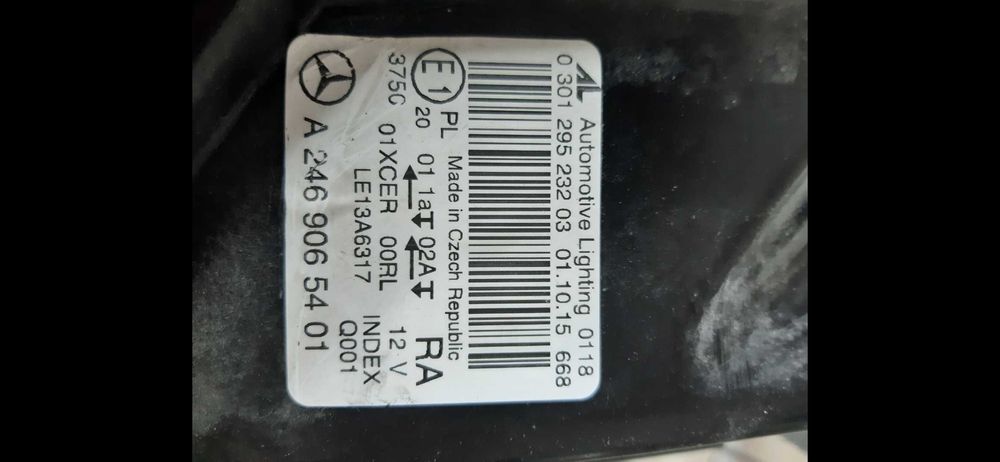 AL Automotive Lighting 0118
0 301 295 232 03 01.10.15 668
PL Made in Czech Republic
E1 20 01 1a 02A RA
375C 01XCER 00RL 12 V
LE13A6317 INDEX
Q001
A 246 906 54 01